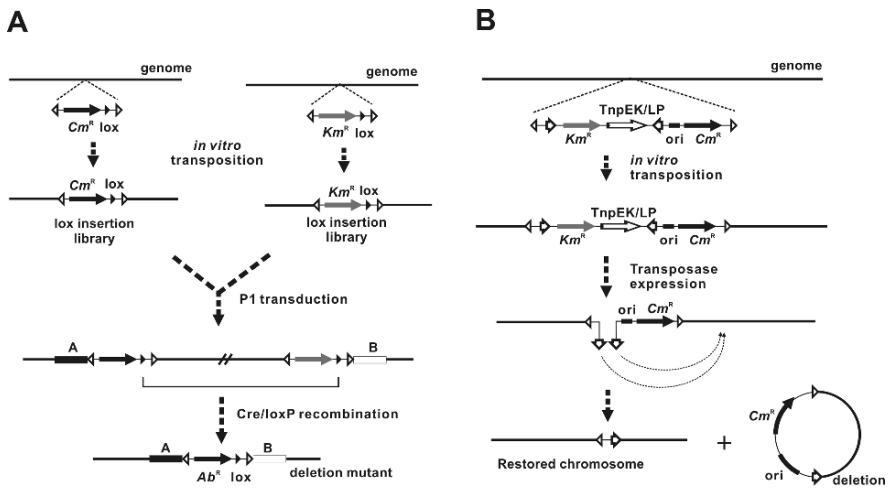 A
genome
genome
Cm^R lox
Km^R lox
in vitro
transposition
Cm^R lox
Km^R lox
lox insertion
library
lox insertion
library
P1 transduction
A
B
Cre/loxP recombination
A
B
Ab^R lox
deletion mutant
B
genome
TnpEK/LP
Km^R
ori
Cm^R
in vitro
transposition
TnpEK/LP
Km^R
ori
Cm^R
Transposase
expression
ori Cm^R
Restored chromosome
+
Cm^R
ori
deletion